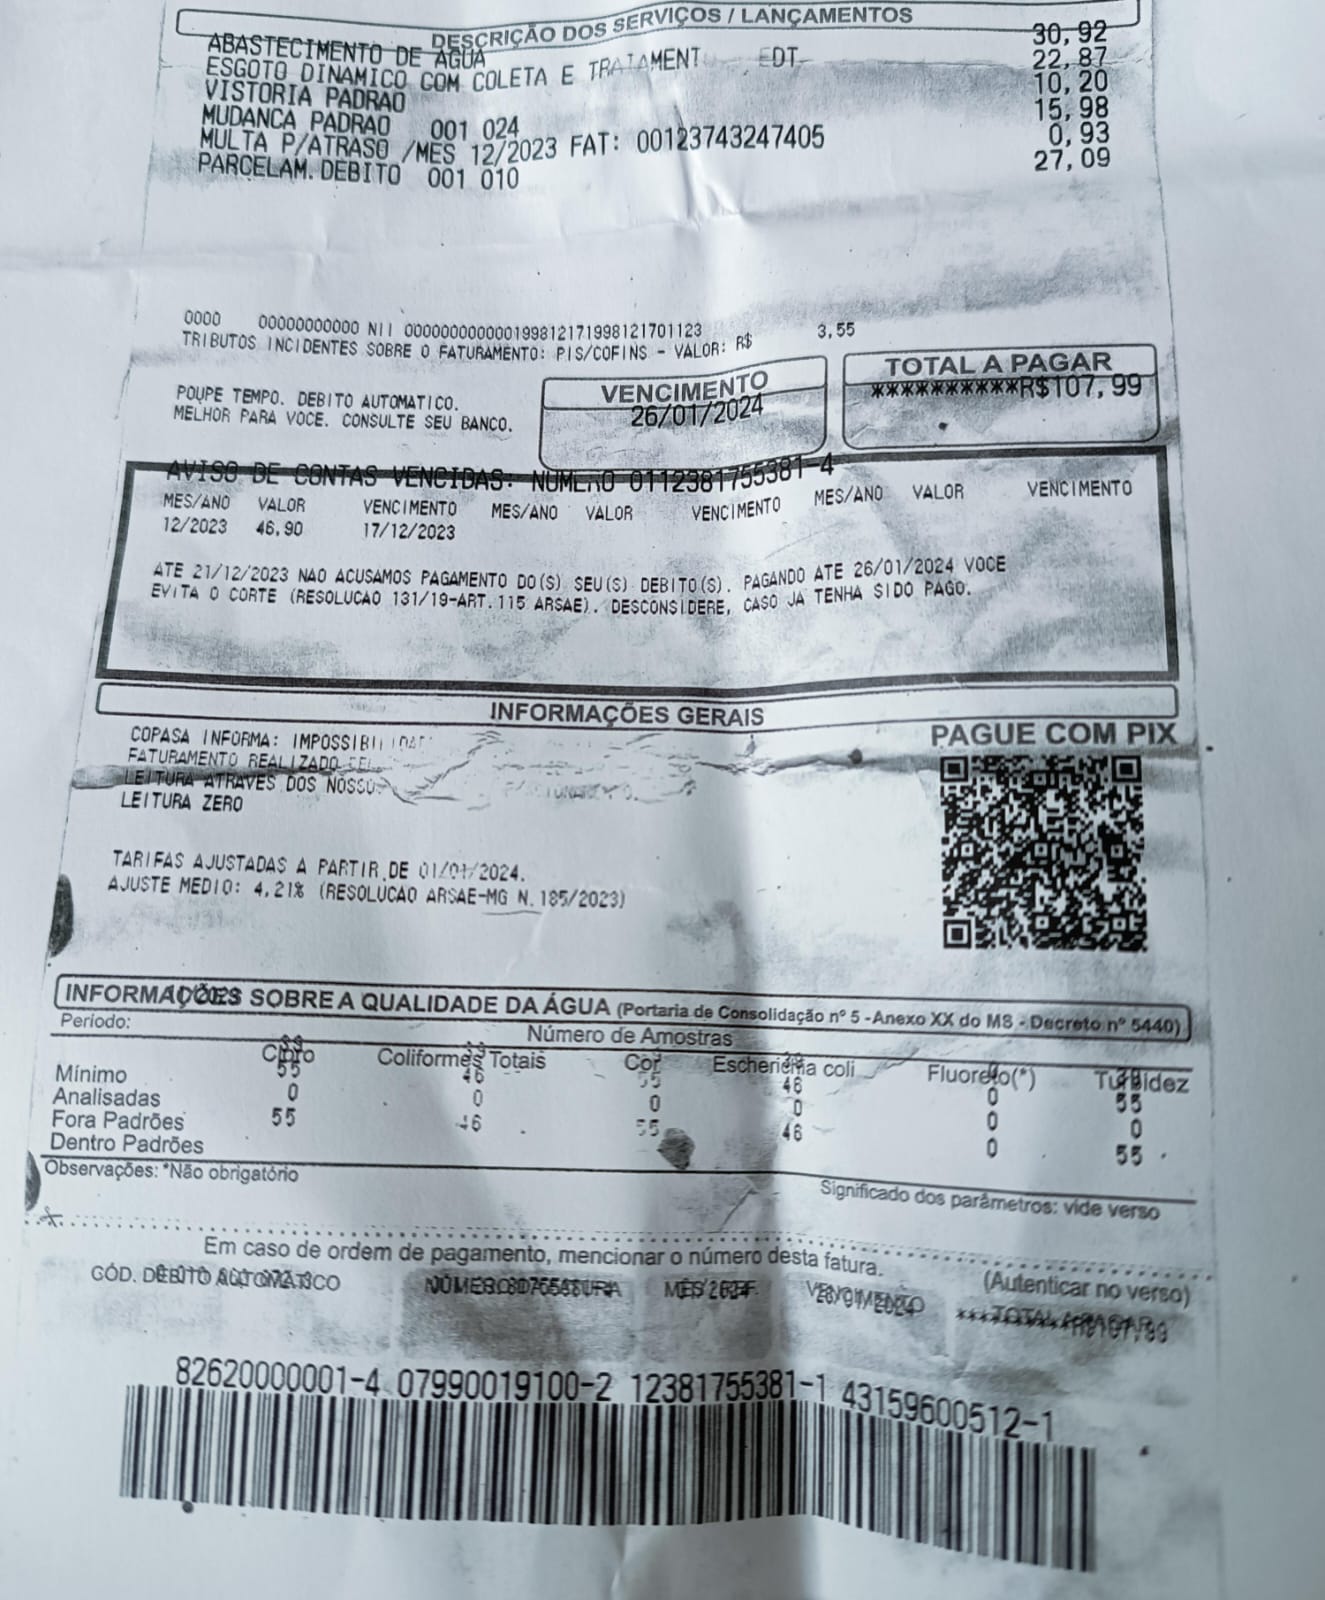 DESCRIÇÃO DOS SERVIÇOS / LANÇAMENTOS
ABASTECIMENTO DE AGUA 30,92
ESGOTO DINAMICO COM COLETA E TRATAMENT EDT 22,87
VISTORIA PADRAO 10,20
MUDANCA PADRAO 001 024 15,98
MULTA P/ATRASO /MES 12/2023 FAT: 00123743247405 0,93
PARCELAM.DEBITO 001 010 27,09
0000 00000000000 NII 0000000000001998121719981217011​23
TRIBUTOS INCIDENTES SOBRE O FATURAMENTO: PIS/COFINS - VALOR: R$ 3,55
POUPE TEMPO. DEBITO AUTOMATICO.
MELHOR PARA VOCE. CONSULTE SEU BANCO.
VENCIMENTO
26/01/2024
TOTAL A PAGAR
**********R$107,99
AVISO DE CONTAS VENCIDAS: NUMERO 0112381755381-4
MES/ANO VALOR VENCIMENTO MES/ANO VALOR VENCIMENTO MES/ANO VALOR VENCIMENTO
12/2023 46,90 17/12/2023
ATE 21/12/2023 NAO ACUSAMOS PAGAMENTO DO(S) SEU(S) DEBITO(S). PAGANDO ATE 26/01/2024 VOCE
EVITA O CORTE (RESOLUCAO 131/19-ART.115 ARSAE). DESCONSIDERE, CASO JA TENHA SIDO PAGO.
INFORMAÇÕES GERAIS
COPASA INFORMA:
FATURAMENTO REALIZADO
LEITURA ATRAVES DOS
LEITURA ZERO
PAGUE COM PIX
TARIFAS AJUSTADAS A PARTIR DE 01/01/2024.
AJUSTE MEDIO: 4,21% (RESOLUCAO ARSAE-MG N. 185/2023)
INFORMAÇÕES SOBRE A QUALIDADE DA ÁGUA (Portaria de Consolidação nº 5 -Anexo XX do MS - Decreto nº 5440)
Período:
Número de Amostras
Cloro Coliformes Totais Cor Escherichia coli Fluoreto(*) Turbidez
Mínimo
Analisadas 55 46 55 46 0 55
Fora Padrões 0 0 0 0 0 0
Dentro Padrões 55 46 55 46 0 55
Observações: *Não obrigatório
Significado dos parâmetros: vide verso
Em caso de ordem de pagamento, mencionar o número desta fatura.
(Autenticar no verso)
CÓD. DÉBITO AUTOMÁTICO
VENCIMENTO
82620000001-4 07990019100-2 12381755381-1 43159600512-1